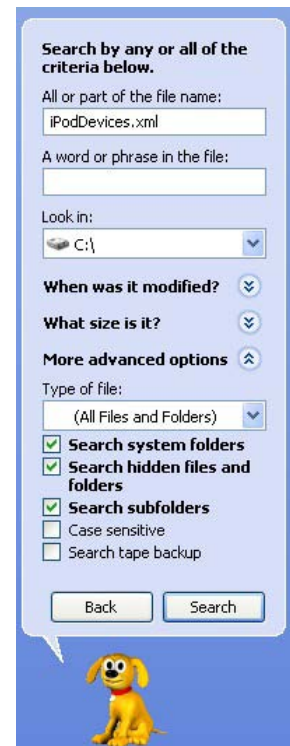 Search by any or all of the
criteria below.
All or part of the file name:
iPodDevices.xml
A word or phrase in the file:
Look in:
C:\
When was it modified?
What size is it?
More advanced options
Type of file:
(All Files and Folders)
Search system folders
Search hidden files and
folders
Search subfolders
Case sensitive
Search tape backup
Back Search